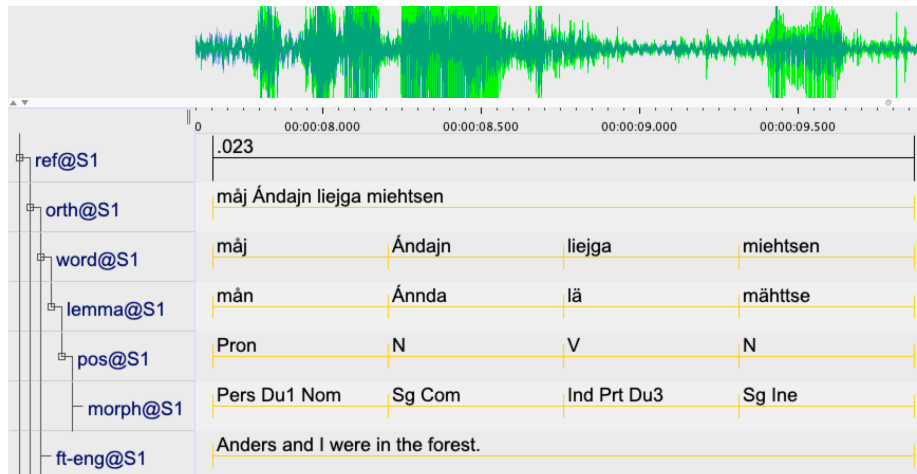 0 00:00:08.000 00:00:08.500 00:00:09.000 00:00:09.500
ref@S1 .023
orth@S1 måj Ándajn liejga miehtsen
word@S1 måj Ándajn liejga miehtsen
lemma@S1 mån Ánnda lä mähttse
pos@S1 Pron N V N
morph@S1 Pers Du1 Nom Sg Com Ind Prt Du3 Sg Ine
ft-eng@S1 Anders and I were in the forest.